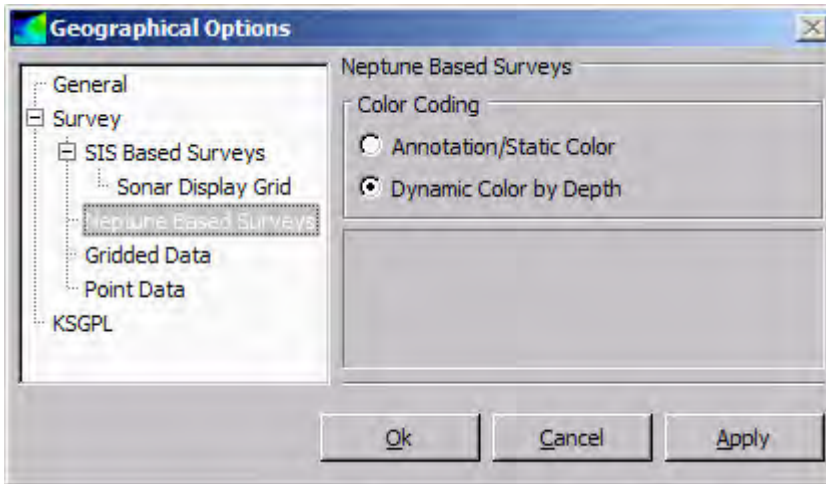 Geographical Options
General
Survey
SIS Based Surveys
Sonar Display Grid
Neptune Based Surveys
Gridded Data
Point Data
KSGPL
Neptune Based Surveys
Color Coding
Annotation/Static Color
Dynamic Color by Depth
Ok
Cancel
Apply